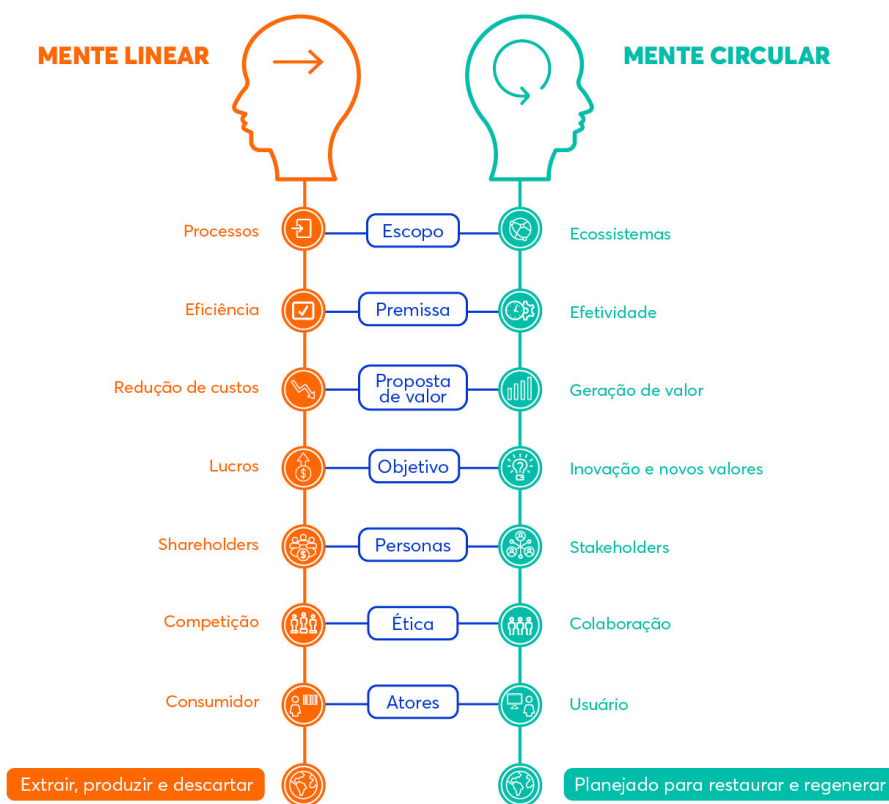 MENTE LINEAR
MENTE CIRCULAR
Processos
Escopo
Ecossistemas
Eficiência
Premissa
Efetividade
Redução de custos
Proposta
de valor
Geração de valor
Lucros
Objetivo
Inovação e novos valores
Shareholders
Personas
Stakeholders
Competição
Ética
Colaboração
Consumidor
Atores
Usuário
Extrair, produzir e descartar
Planejado para restaurar e regenerar